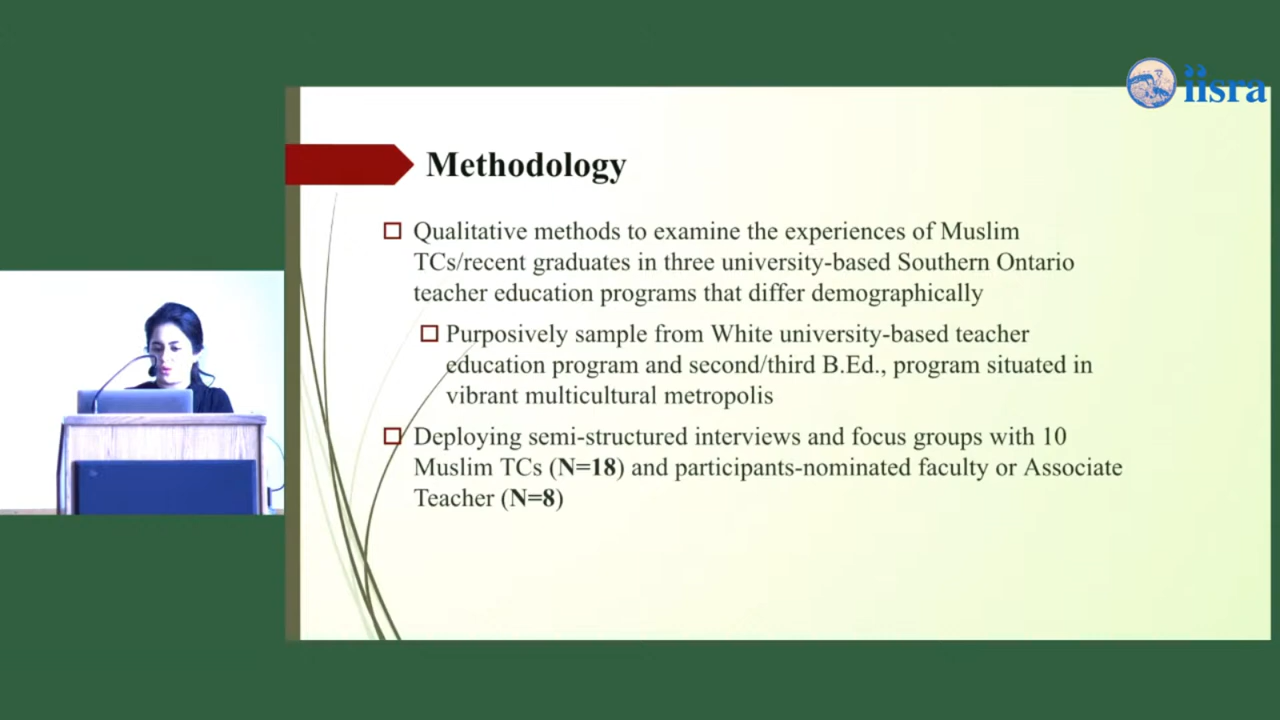 iisra
Methodology
Qualitative methods to examine the experiences of Muslim
TCs/recent graduates in three university-based Southern Ontario
teacher education programs that differ demographically
Purposively sample from White university-based teacher
education program and second/third B.Ed., program situated in
vibrant multicultural metropolis
Deploying semi-structured interviews and focus groups with 10
Muslim TCs (N=18) and participants-nominated faculty or Associate
Teacher (N=8)